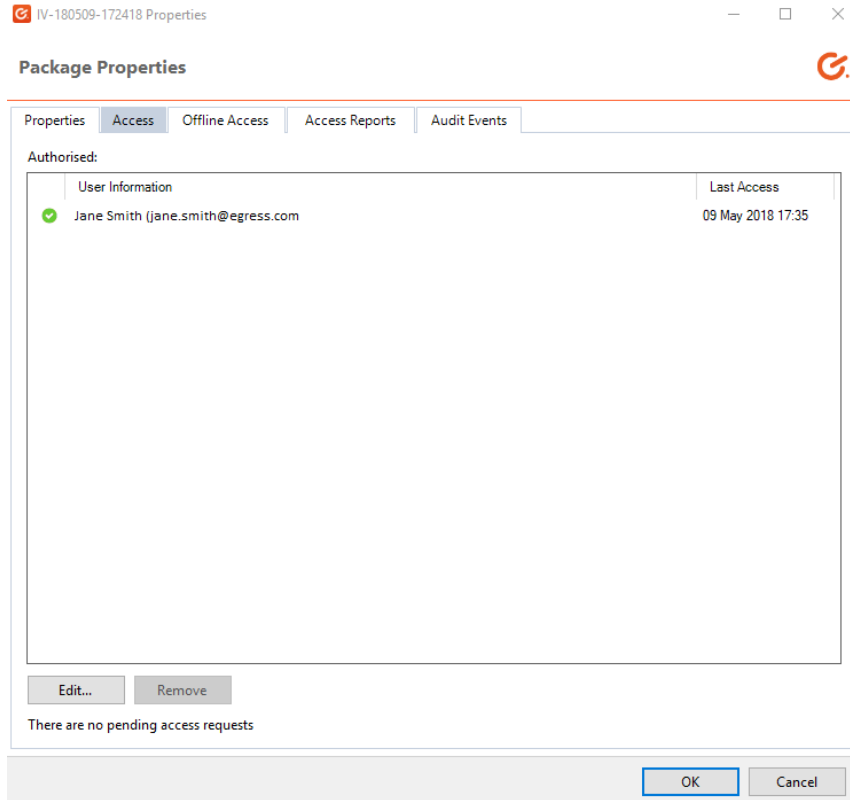 IV-180509-172418 Properties
Package Properties
Properties Access Offline Access Access Reports Audit Events
Authorised:
User Information Last Access
Jane Smith (jane.smith@egress.com 09 May 2018 17:35
Edit... Remove
There are no pending access requests
OK Cancel